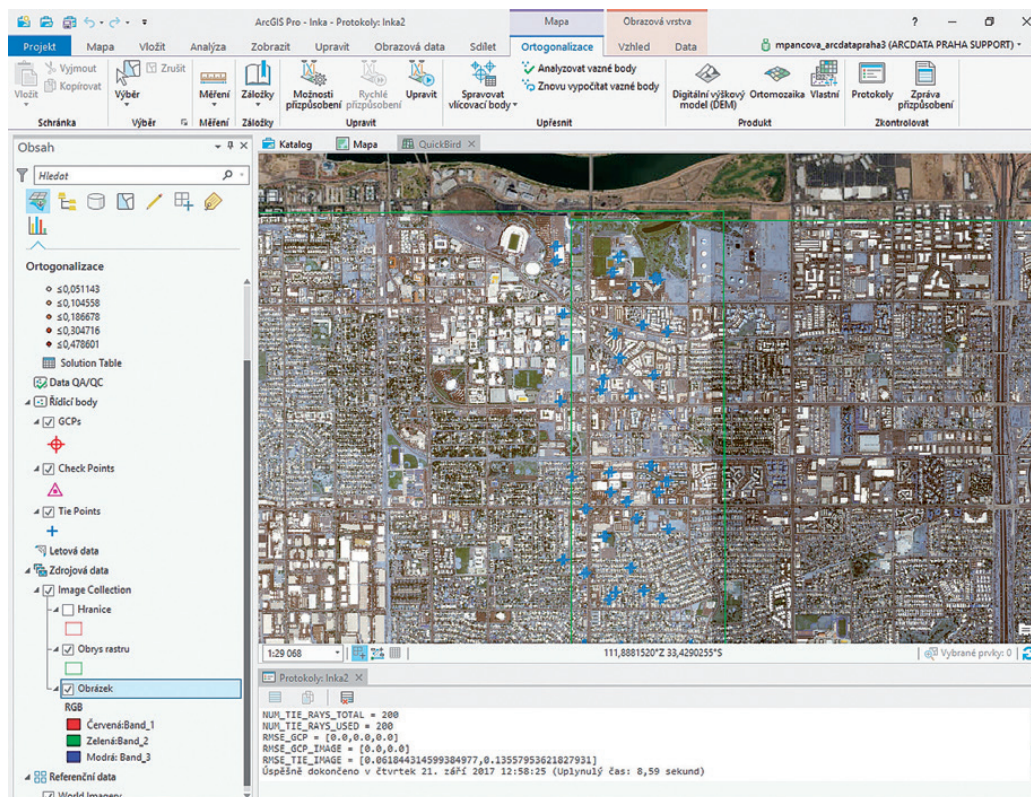 ArcGIS Pro - Inka - Protokoly: Inka2
Mapa
Obrazová vrstva
? — X
Projekt
Mapa
Vložit
Analýza
Zobrazit
Upravit
Obrazová data
Sdílet
Ortogonalizace
Vzhled
Data
mpancova_arcdatapraha3 (ARCDATA PRAHA SUPPORT)
Vložit
Vyjmout
Kopírovat
Schránka
Výběr
Zrušit
Výběr
Měření
Měření
Záložky
Záložky
Možnosti přizpůsobení
Rychlé přizpůsobení
Upravit
Upravit
Spravovat vlícovací body
Analyzovat vazné body
Znovu vypočítat vazné body
Upřesnit
Digitální výškový model (DEM)
Ortomozaika
Vlastní
Produkt
Protokoly
Zpráva přizpůsobení
Zkontrolovat
Obsah
Hledat
Ortogonalizace
≤0,051143
≤0,104558
≤0,186678
≤0,304716
≤0,478601
Solution Table
Data QA/QC
Řídicí body
GCPs
Check Points
Tie Points
Letová data
Zdrojová data
Image Collection
Hranice
Obrys rastru
Obrázek
RGB
Červená:Band_1
Zelená:Band_2
Modrá: Band_3
Referenční data
World Imagery
Katalog
Mapa
QuickBird
1:29 068
111,8881520°Z 33,4290255°S
Vybrané prvky: 0
Protokoly: Inka2
NUM_TIE_RAYS_TOTAL = 200
NUM_TIE_RAYS_USED = 200
RMSE_GCP = [0.0,0.0,0.0]
RMSE_GCP_IMAGE = [0.0,0.0]
RMSE_TIE_IMAGE = [0.061844314599384977,0.13557953621827931]
Úspěšně dokončeno v čtvrtek 21. září 2017 12:58:25 (Uplynulý čas: 8,59 sekund)